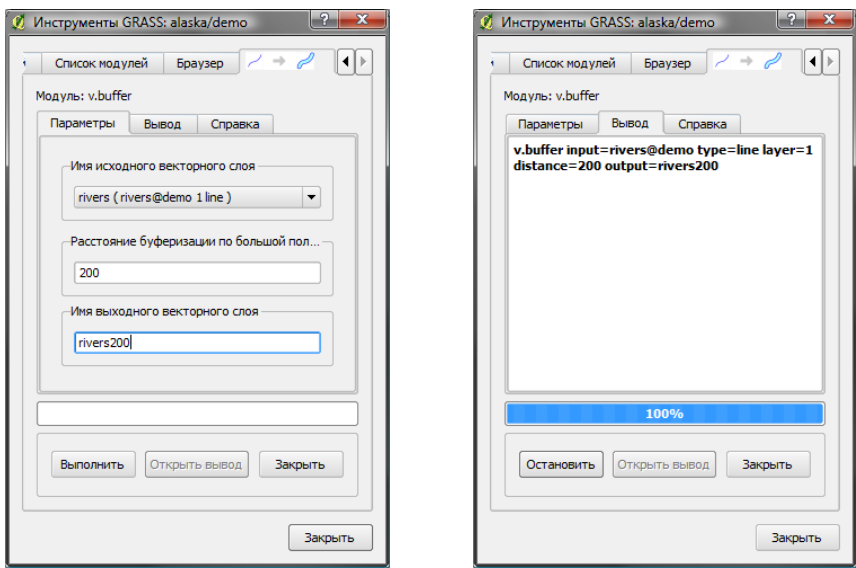 Инструменты GRASS: alaska/demo
Список модулей
Браузер
Модуль: v.buffer
Параметры
Вывод
Справка
Имя исходного векторного слоя
rivers ( rivers@demo 1 line )
Расстояние буферизации по большой пол...
200
Имя выходного векторного слоя
rivers200
Выполнить
Открыть вывод
Закрыть
Закрыть
Инструменты GRASS: alaska/demo
Список модулей
Браузер
Модуль: v.buffer
Параметры
Вывод
Справка
v.buffer input=rivers@demo type=line layer=1
distance=200 output=rivers200
100%
Остановить
Открыть вывод
Закрыть
Закрыть